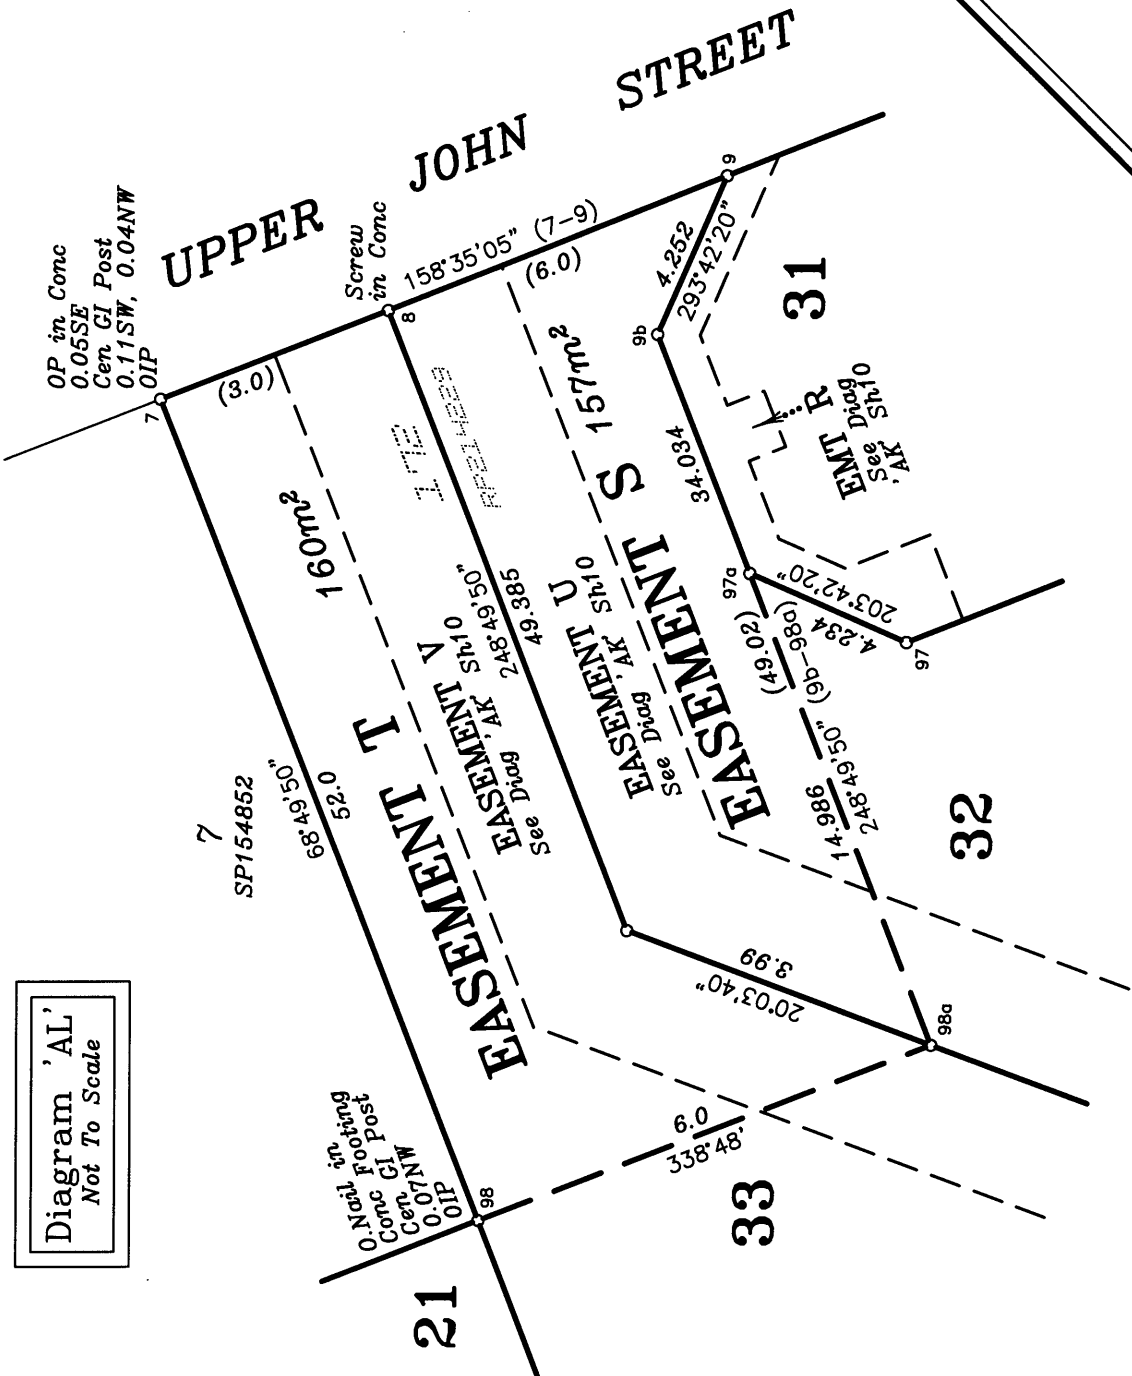 Diagram 'AL'
Not To Scale
UPPER JOHN STREET
OP in Conc
0.05SE
Cen GI Post
0.11SW, 0.04NW
OIP
7
(3.0)
Screw
in Conc
8
158°35'05" (7-9)
(6.0)
9
4.252
293°42'20"
9b
31
34.034
EMT R
See Diag
'AK' Sh10
97a
203°42'20"
4.234
97
172
RP214829
160m²
157m²
EASEMENT T
EASEMENT V
See Diag 'AK' Sh10
248°49'50"
49.385
EASEMENT U
See Diag 'AK' Sh10
EASEMENT S
(49.02)
14.986
248°49'50" (9b-98a)
32
7
SP154852
68°49'50"
52.0
3.99
20°03'40"
98a
O.Nail in
Conc Footing
Cen GI Post
0.07NW
OIP
98
6.0
338°48'
33
21